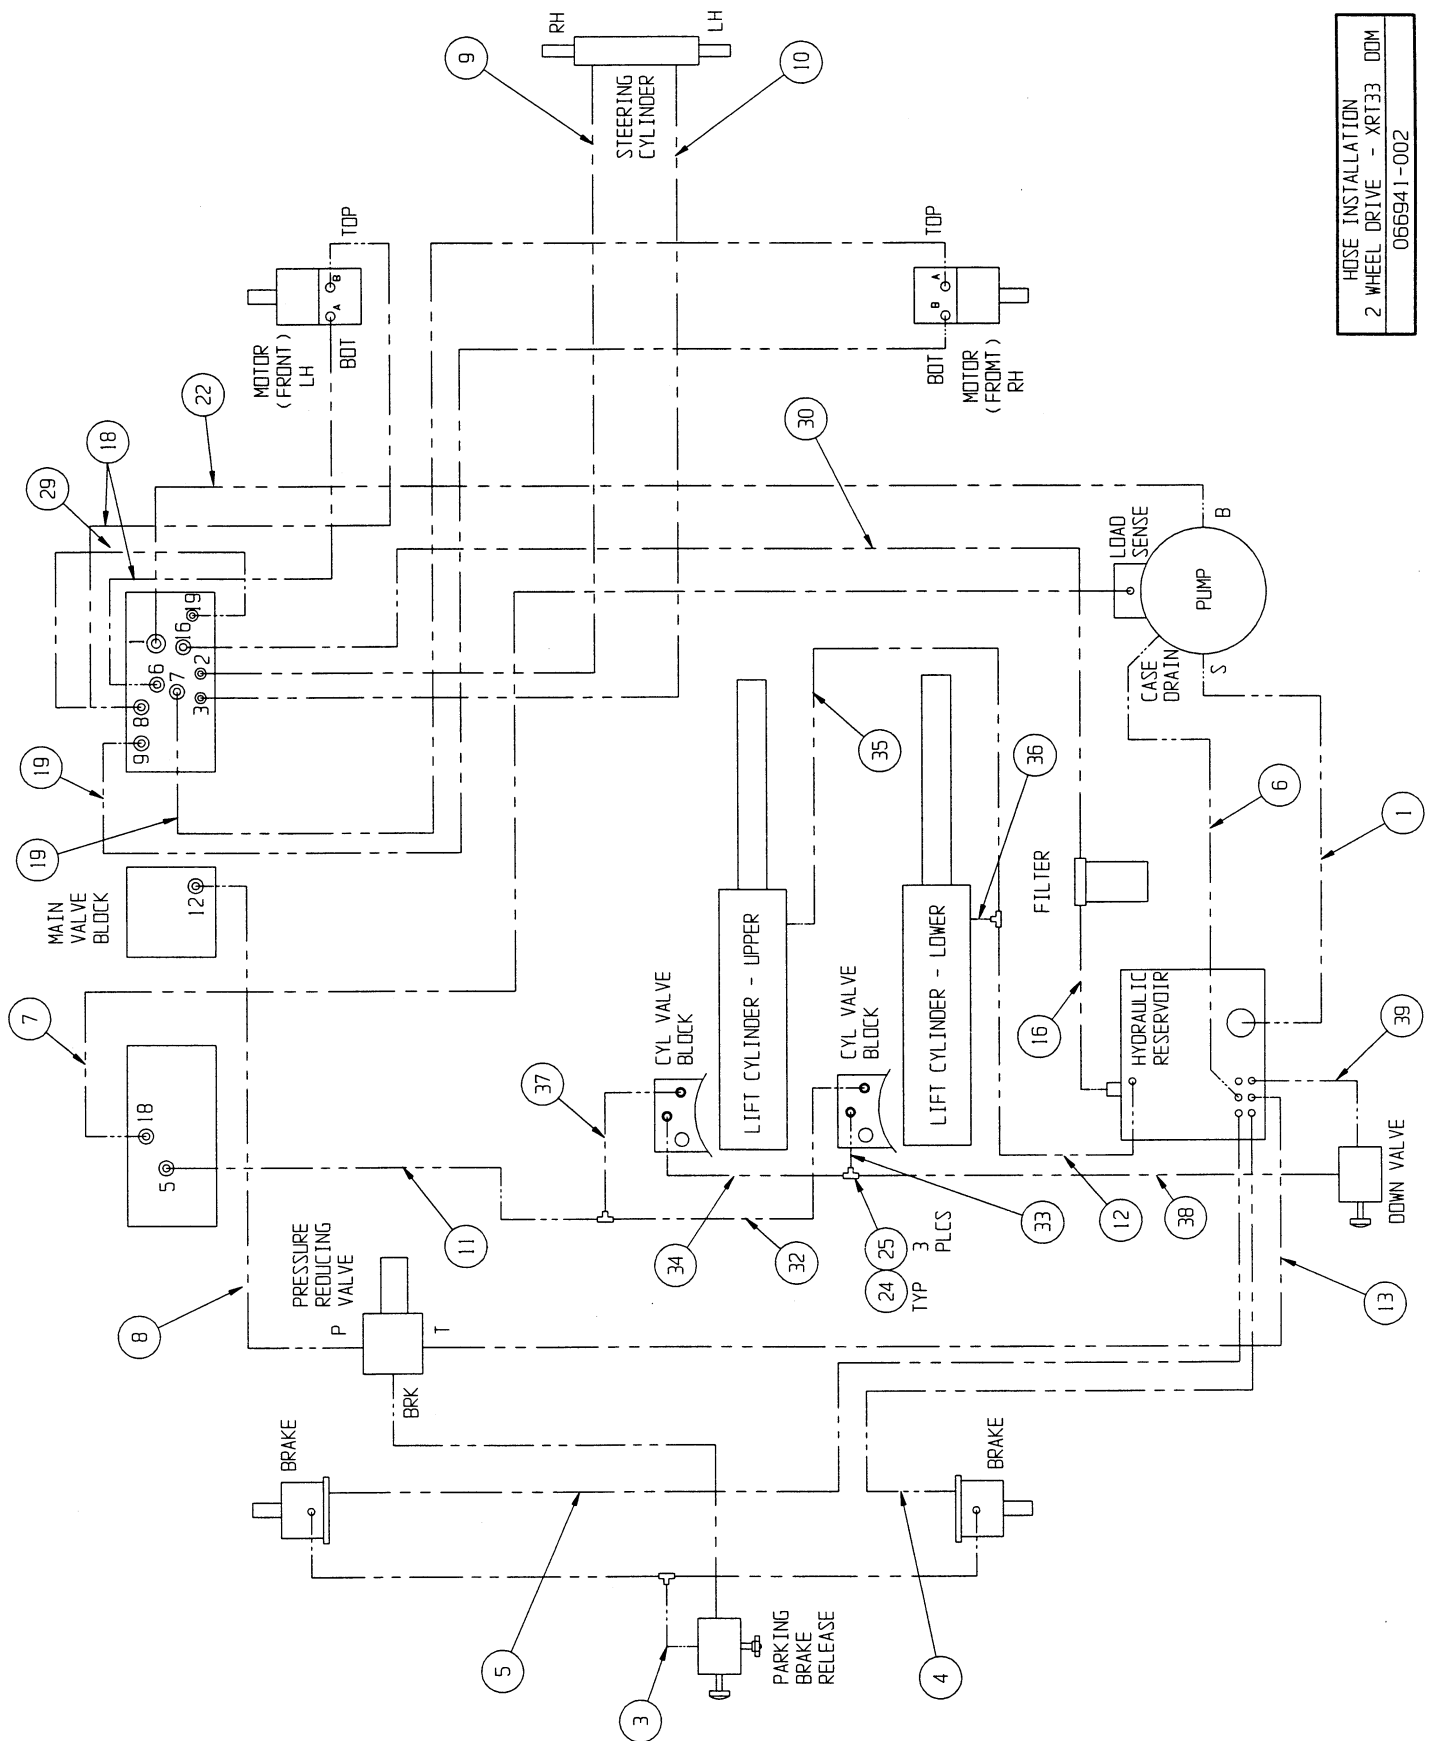 HOSE INSTALLATION
2 WHEEL DRIVE - XRT33 DOM
066941-002
RH
LH
9
10
STEERING
CYLINDER
TOP
B
A
BOT
MOTOR
(FRONT)
LH
TOP
A
B
BOT
MOTOR
(FROMT)
RH
22
18
29
30
19
19
1
19
16
6
7
2
3
8
9
LOAD
SENSE
B
PUMP
S
CASE
DRAIN
35
36
6
1
MAIN
VALVE
BLOCK
12
FILTER
7
18
5
CYL VALVE
BLOCK
LIFT CYLINDER - UPPER
CYL VALVE
BLOCK
LIFT CYLINDER - LOWER
16
HYDRAULIC
RESERVOIR
39
37
11
34
32
25
24
3
PLCS
TYP
33
12
38
DOWN VALVE
13
PRESSURE
REDUCING
VALVE
P
T
BRK
8
BRAKE
BRAKE
5
4
3
PARKING
BRAKE
RELEASE